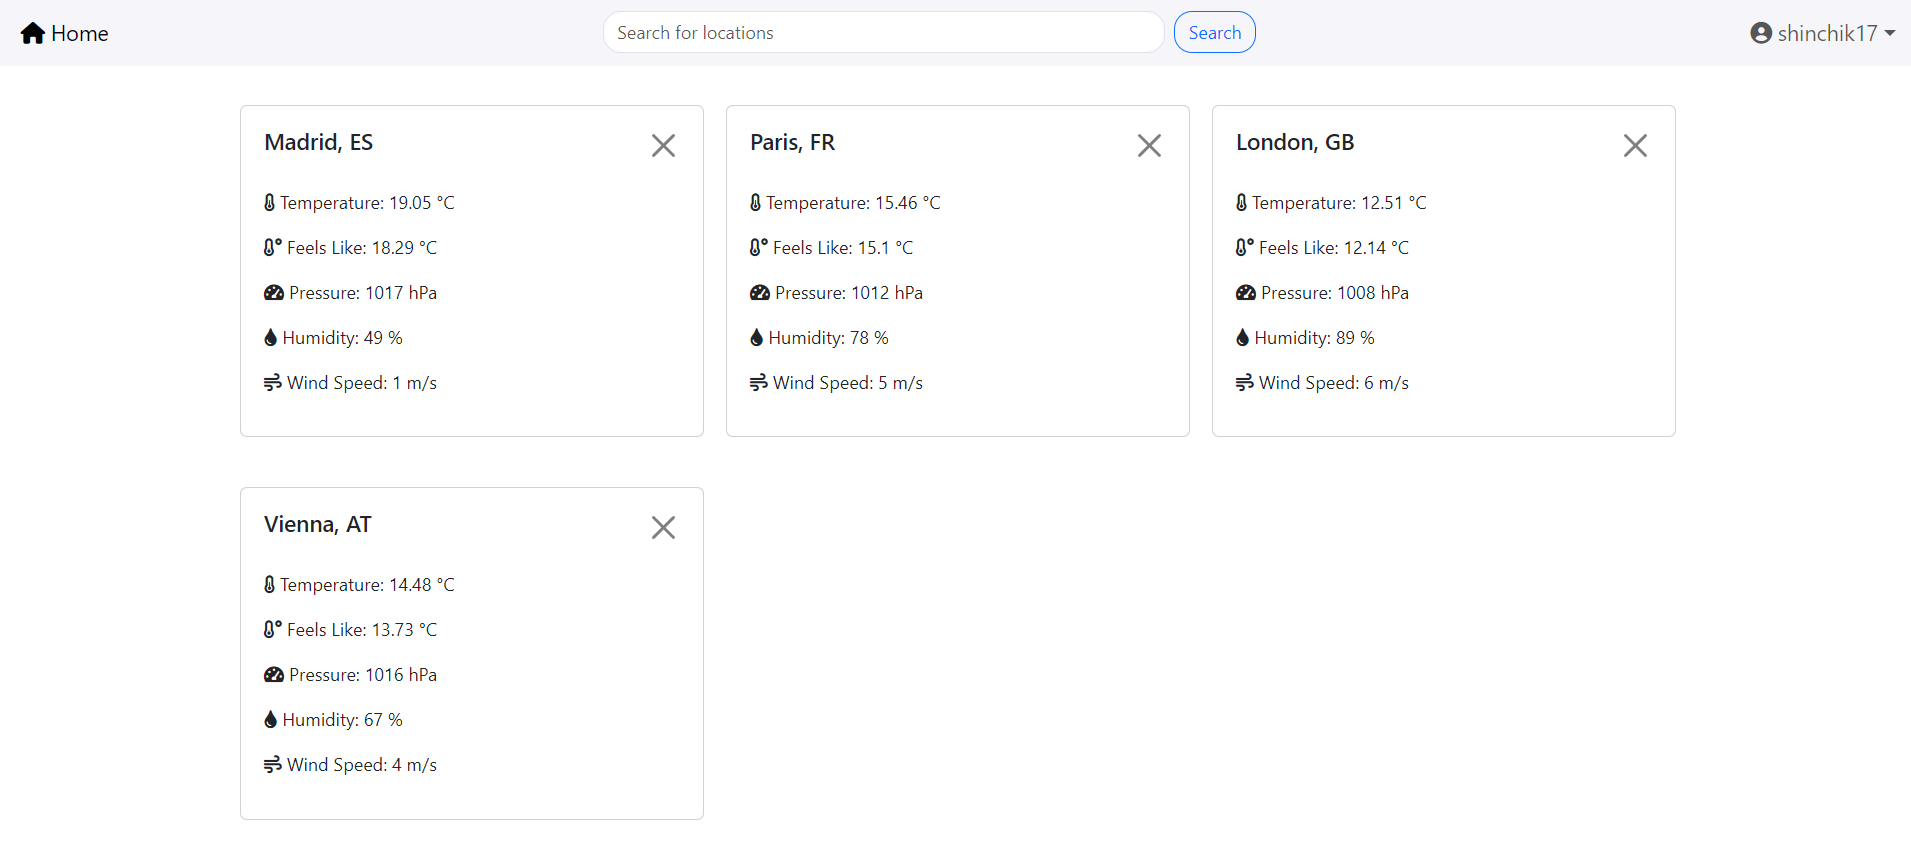 Home
Search for locations
Search
shinchik17
Madrid, ES
Temperature: 19.05 °C
Feels Like: 18.29 °C
Pressure: 1017 hPa
Humidity: 49 %
Wind Speed: 1 m/s
Paris, FR
Temperature: 15.46 °C
Feels Like: 15.1 °C
Pressure: 1012 hPa
Humidity: 78 %
Wind Speed: 5 m/s
London, GB
Temperature: 12.51 °C
Feels Like: 12.14 °C
Pressure: 1008 hPa
Humidity: 89 %
Wind Speed: 6 m/s
Vienna, AT
Temperature: 14.48 °C
Feels Like: 13.73 °C
Pressure: 1016 hPa
Humidity: 67 %
Wind Speed: 4 m/s